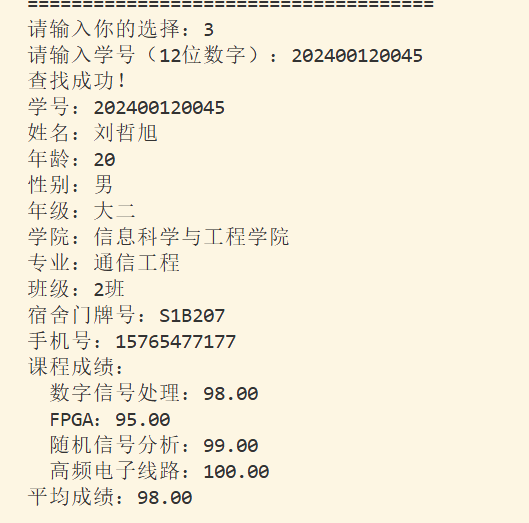 =====================================
请输入你的选择：3
请输入学号（12位数字）：202400120045
查找成功！
学号：202400120045
姓名：刘哲旭
年龄：20
性别：男
年级：大二
学院：信息科学与工程学院
专业：通信工程
班级：2班
宿舍门牌号：S1B207
手机号：15765477177
课程成绩：
  数字信号处理：98.00
  FPGA：95.00
  随机信号分析：99.00
  高频电子线路：100.00
平均成绩：98.00